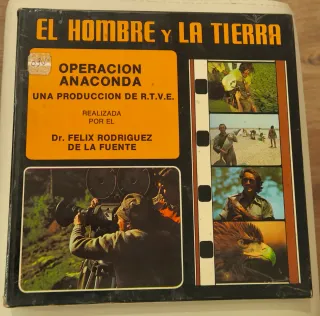 EL HOMBRE Y LA TIERRA
OPERACION
ANACONDA
UNA PRODUCCION DE R.T.V.E.
REALIZADA
POR EL
Dr. FELIX RODRIGUEZ
DE LA FUENTE